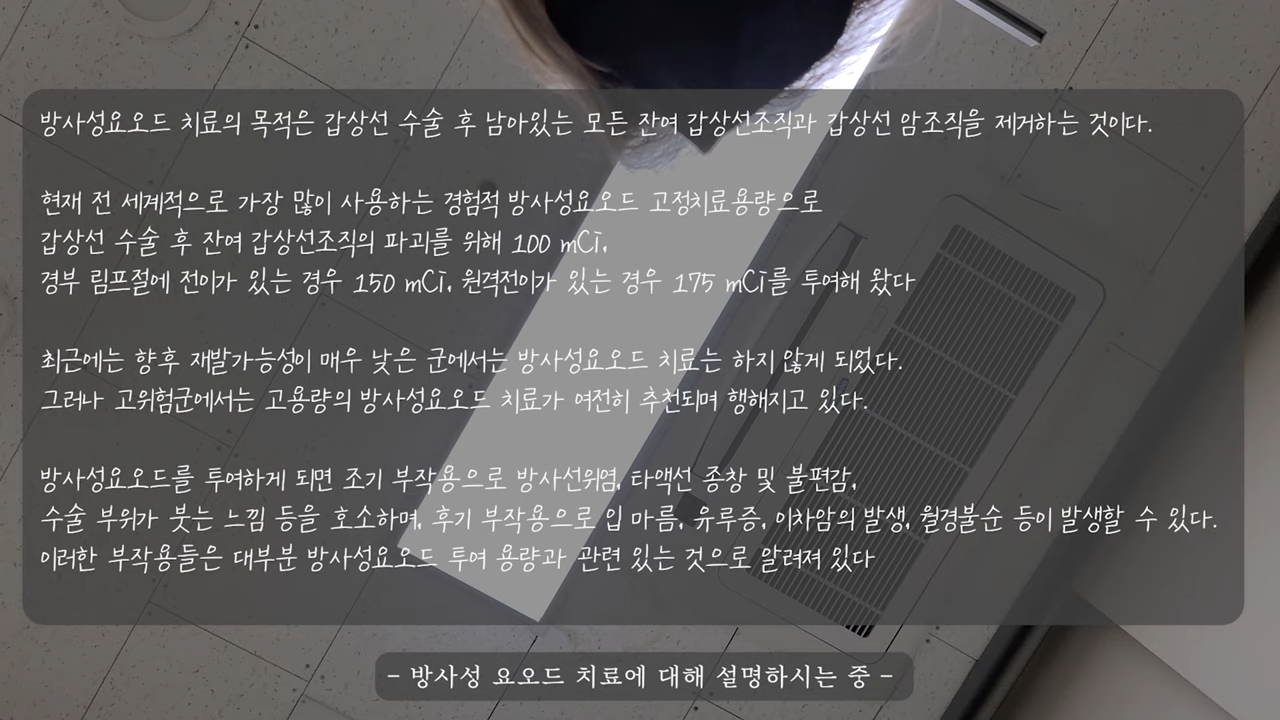 방사성요오드 치료의 목적은 갑상선 수술 후 남아있는 모든 잔여 갑상선조직과 갑상선 암조직을 제거하는 것이다.
현재 전 세계적으로 가장 많이 사용하는 경험적 방사성요오드 고정치료용량으로
갑상선 수술 후 잔여 갑상선조직의 파괴를 위해 100 mCi,
경부 림프절에 전이가 있는 경우 150 mCi, 원격전이가 있는 경우 175 mCi를 투여해 왔다
최근에는 향후 재발가능성이 매우 낮은 군에서는 방사성요오드 치료는 하지 않게 되었다.
그러나 고위험군에서는 고용량의 방사성요오드 치료가 여전히 추천되며 행해지고 있다.
방사성요오드를 투여하게 되면 조기 부작용으로 방사선위염, 타액선 종창 및 불편감,
수술 부위가 붓는 느낌 등을 호소하며, 후기 부작용으로 입 마름, 유루증, 이차암의 발생, 월경불순 등이 발생할 수 있다.
이러한 부작용들은 대부분 방사성요오드 투여 용량과 관련 있는 것으로 알려져 있다
- 방사성 요오드 치료에 대해 설명하시는 중 -